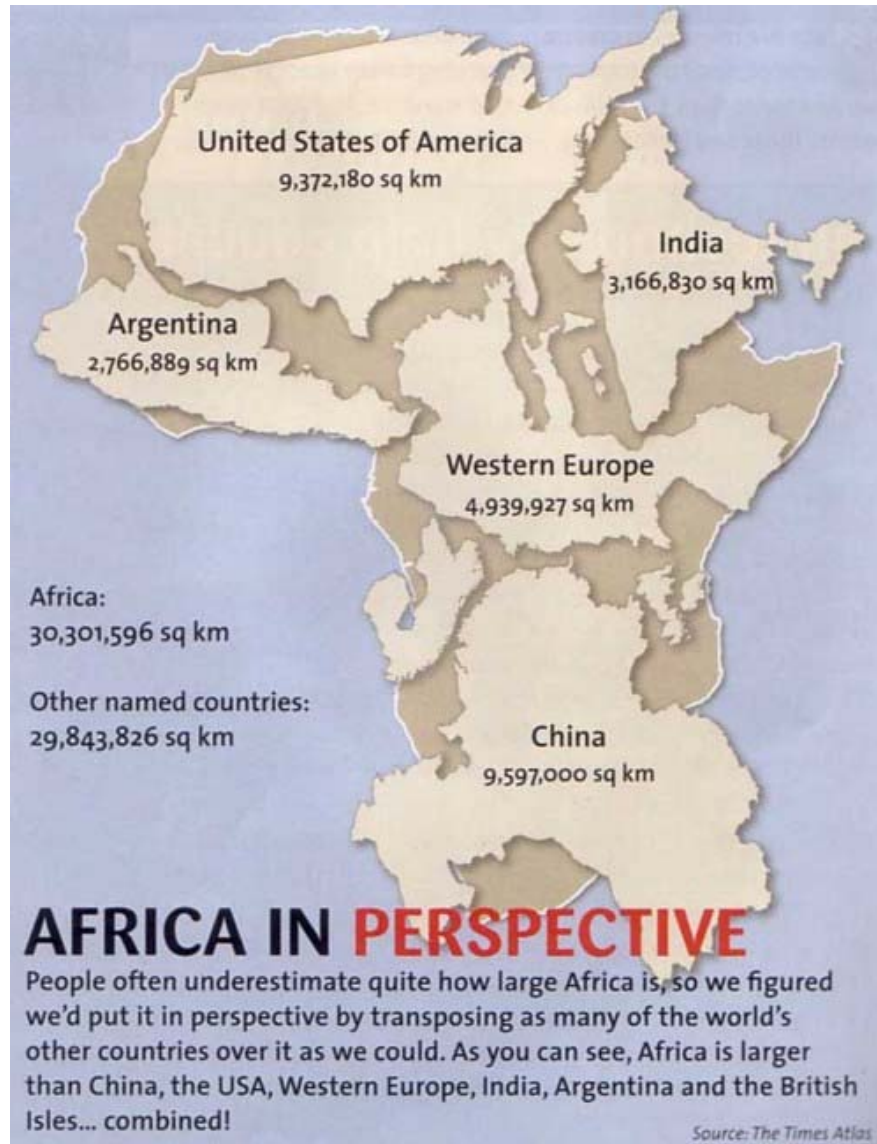 United States of America
9,372,180 sq km
India
3,166,830 sq km
Argentina
2,766,889 sq km
Western Europe
4,939,927 sq km
Africa:
30,301,596 sq km
Other named countries:
29,843,826 sq km
China
9,597,000 sq km
AFRICA IN PERSPECTIVE
People often underestimate quite how large Africa is, so we figured
we'd put it in perspective by transposing as many of the world's
other countries over it as we could. As you can see, Africa is larger
than China, the USA, Western Europe, India, Argentina and the British
Isles... combined!
Source: The Times Atlas